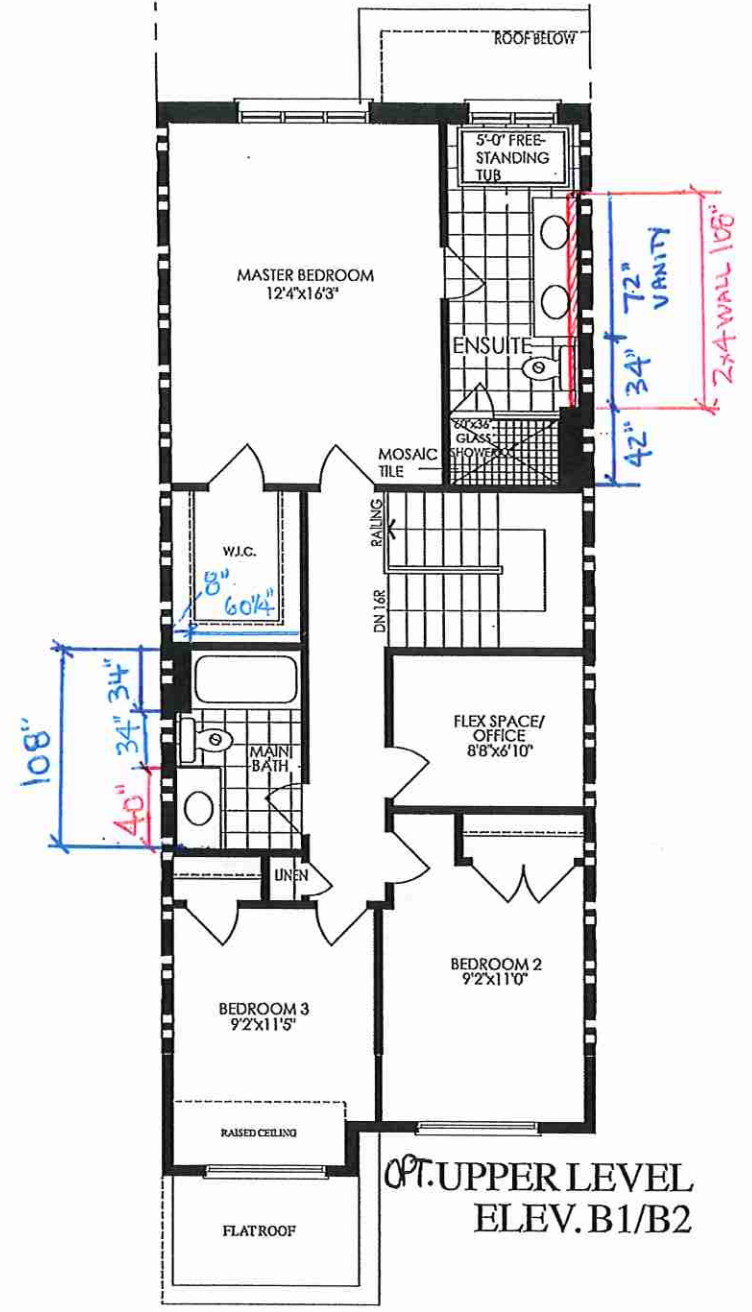 ROOF BELOW
5'-0" FREE-
STANDING
TUB
MASTER BEDROOM
12'4"x16'3"
72"
VANITY
2x4 WALL 108"
ENSUITE
34"
60"x36"
GLASS
SHOWER
42"
MOSAIC
TILE
W.I.C.
RAILING
8"
60 1/4"
DN 16R
108"
34"
34"
40"
MAIN
BATH
FLEX SPACE/
OFFICE
8'8"x6'10"
LINEN
BEDROOM 2
9'2"x11'0"
BEDROOM 3
9'2"x11'5"
RAISED CEILING
FLAT ROOF
OPT. UPPER LEVEL
ELEV. B1/B2